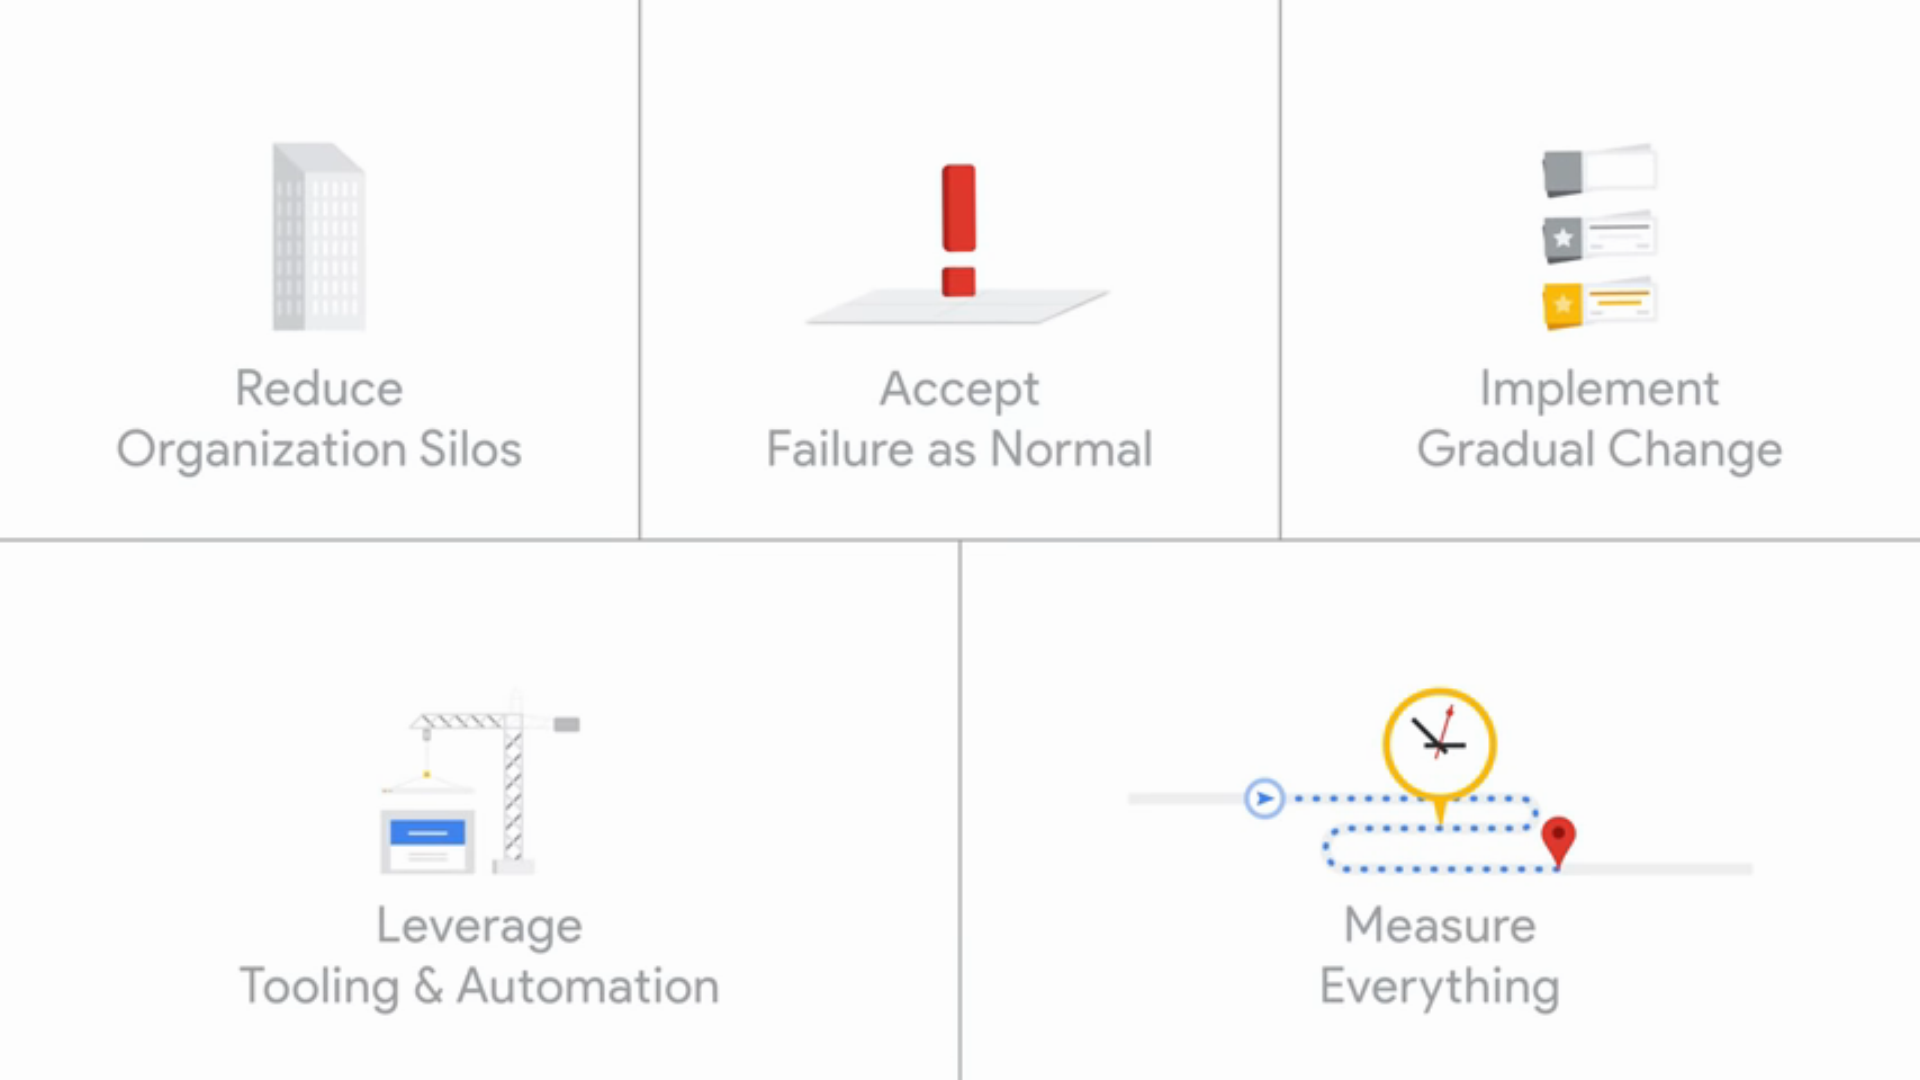 Reduce
Organization Silos
Accept
Failure as Normal
Implement
Gradual Change
Leverage
Tooling & Automation
Measure
Everything